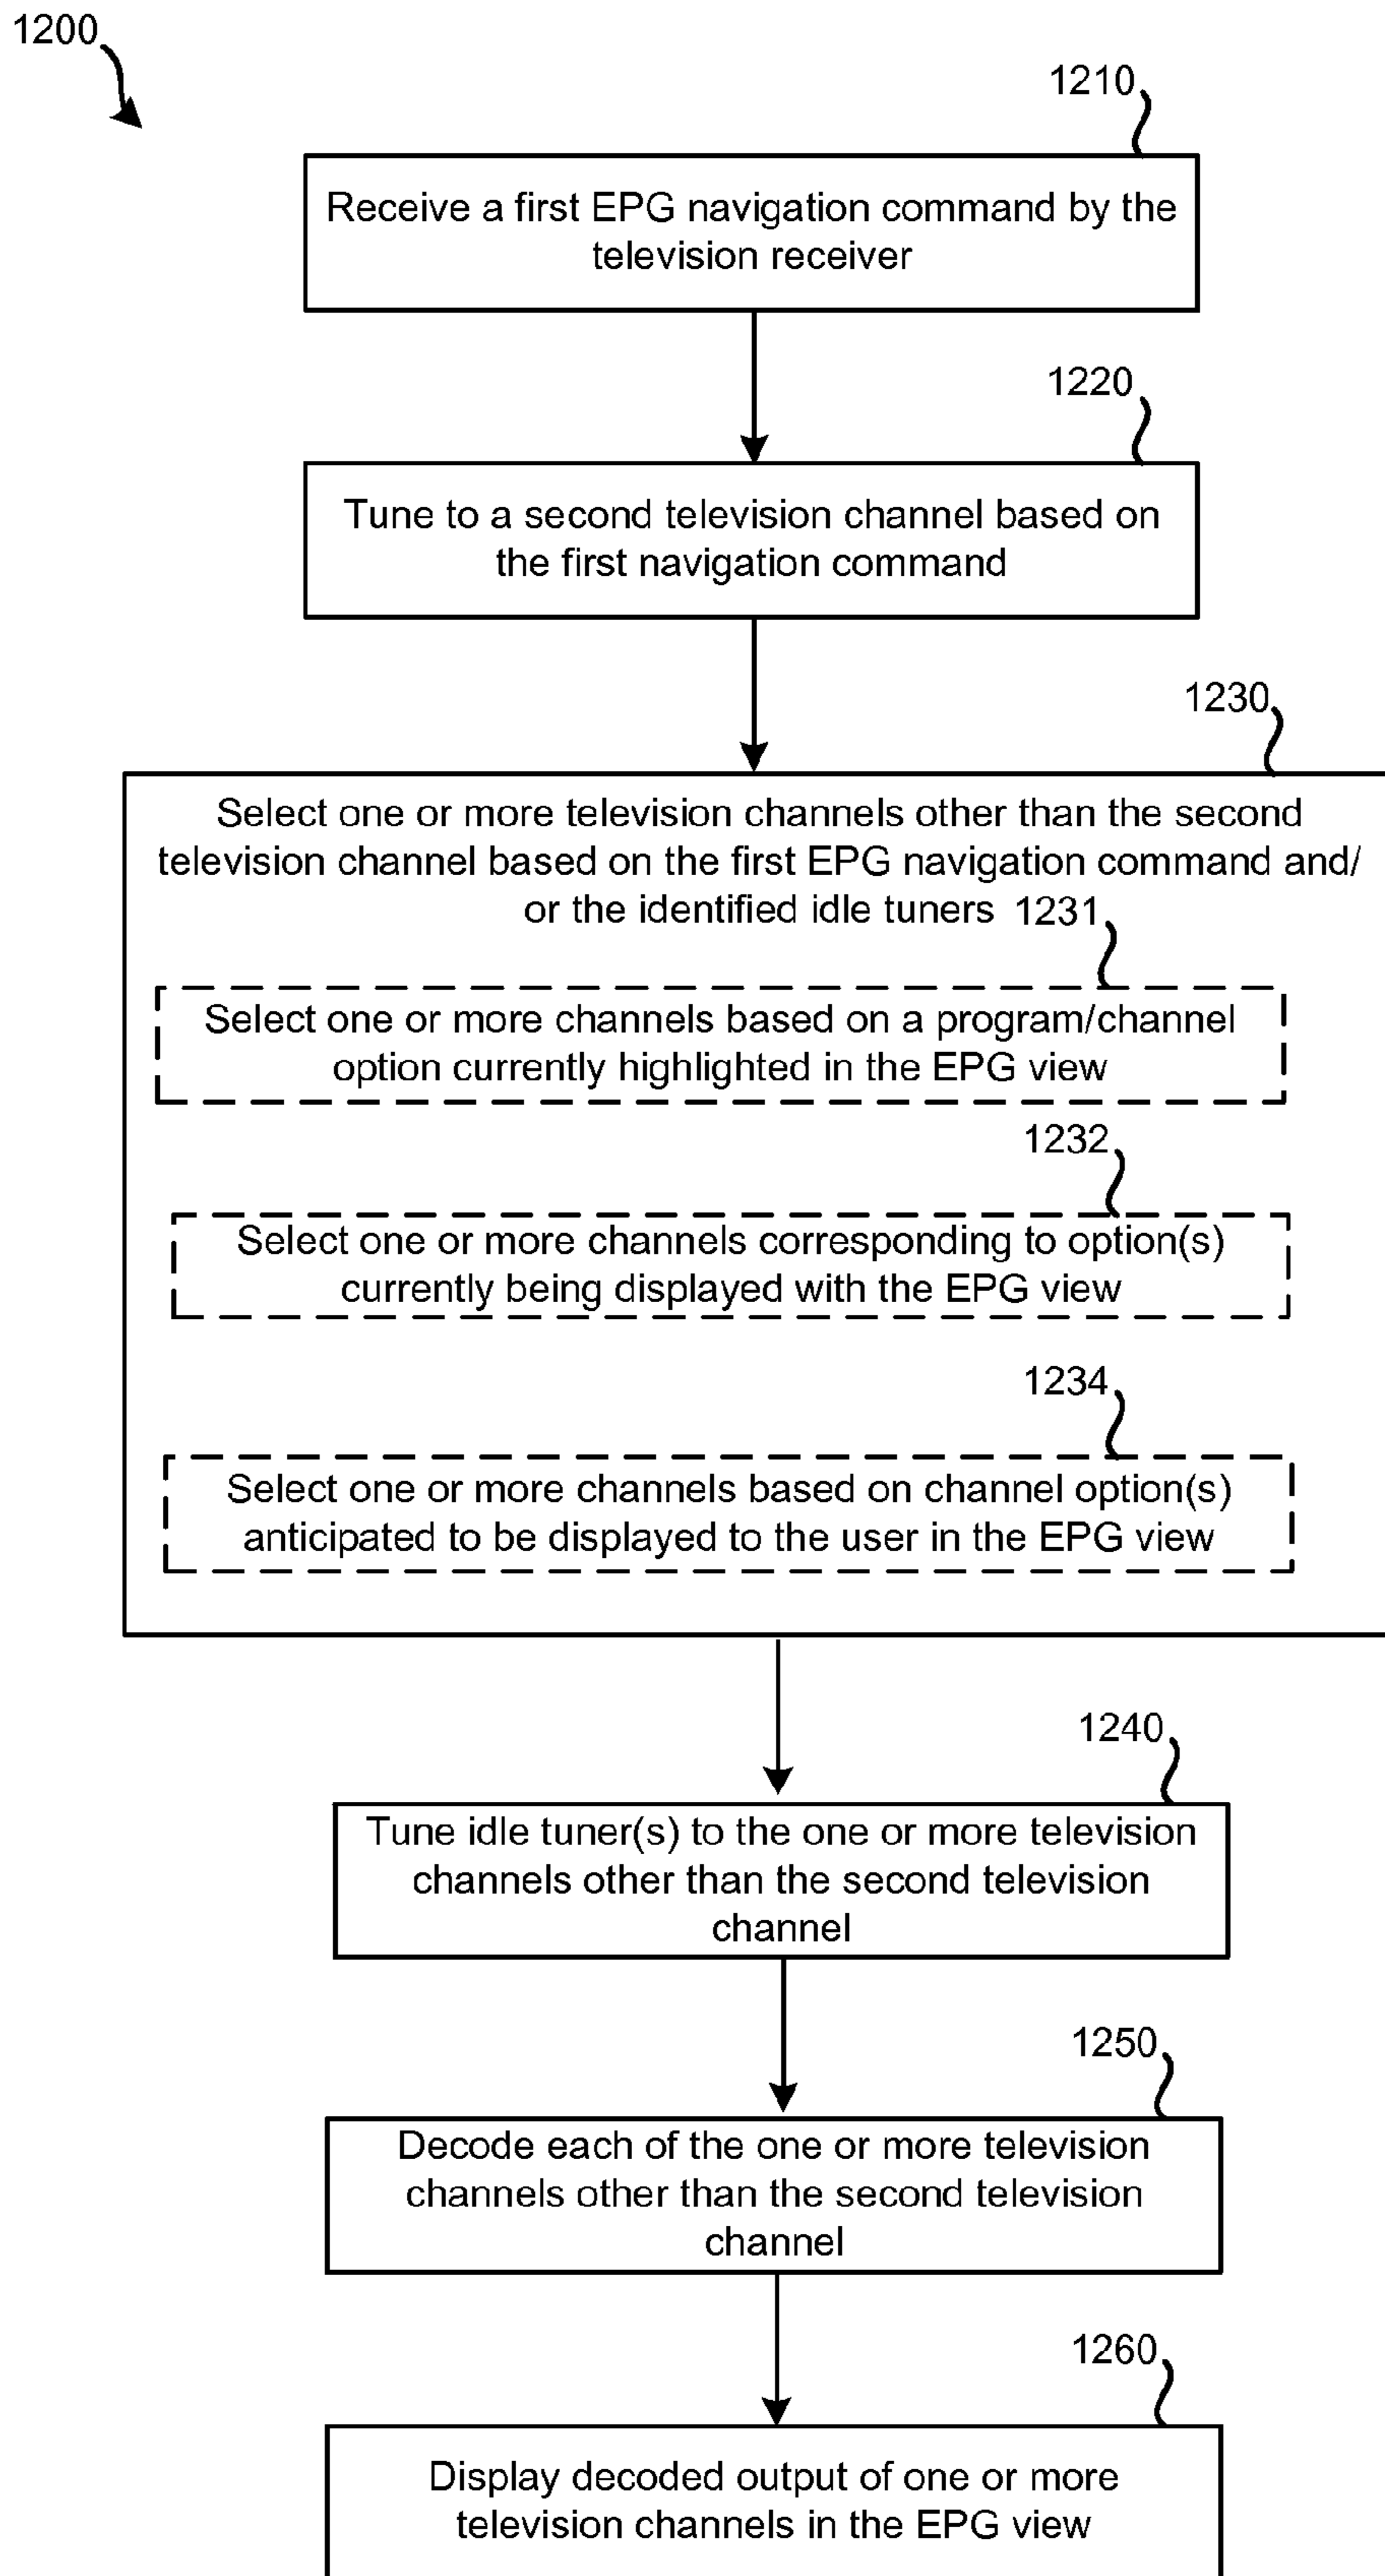 1200
1210
Receive a first EPG navigation command by the
television receiver
1220
Tune to a second television channel based on
the first navigation command
1230
Select one or more television channels other than the second
television channel based on the first EPG navigation command and/
or the identified idle tuners 1231
Select one or more channels based on a program/channel
option currently highlighted in the EPG view
1232
Select one or more channels corresponding to option(s)
currently being displayed with the EPG view
1234
Select one or more channels based on channel option(s)
anticipated to be displayed to the user in the EPG view
1240
Tune idle tuner(s) to the one or more television
channels other than the second television
channel
1250
Decode each of the one or more television
channels other than the second television
channel
1260
Display decoded output of one or more
television channels in the EPG view